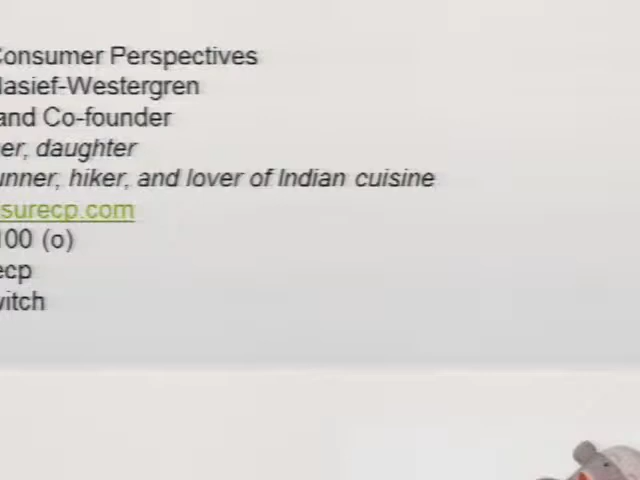 Consumer Perspectives
lasief-Westergren
and Co-founder
er, daughter
unner, hiker, and lover of Indian cuisine
surecp.com
100 (o)
ecp
witch